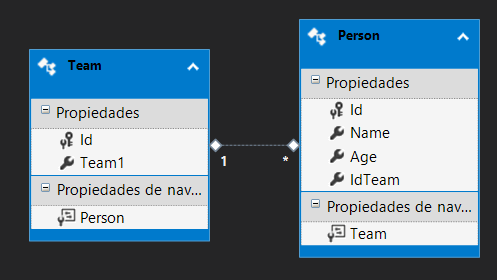 Team
Propiedades
Id
Team1
Propiedades de nav...
Person
1
*
Person
Propiedades
Id
Name
Age
IdTeam
Propiedades de nav...
Team